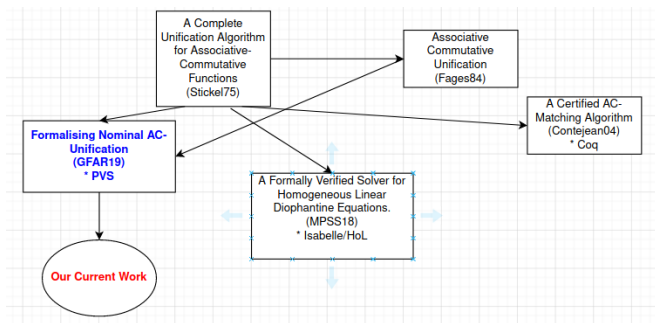 A Complete
Unification Algorithm
for Associative-
Commutative
Functions
(Stickel75)
Associative
Commutative
Unification
(Fages84)
A Certified AC-
Matching Algorithm
(Contejean04)
* Coq
Formalising Nominal AC-
Unification
(GFAR19)
* PVS
A Formally Verified Solver for
Homogeneous Linear
Diophantine Equations.
(MPSS18)
* Isabelle/HoL
Our Current Work